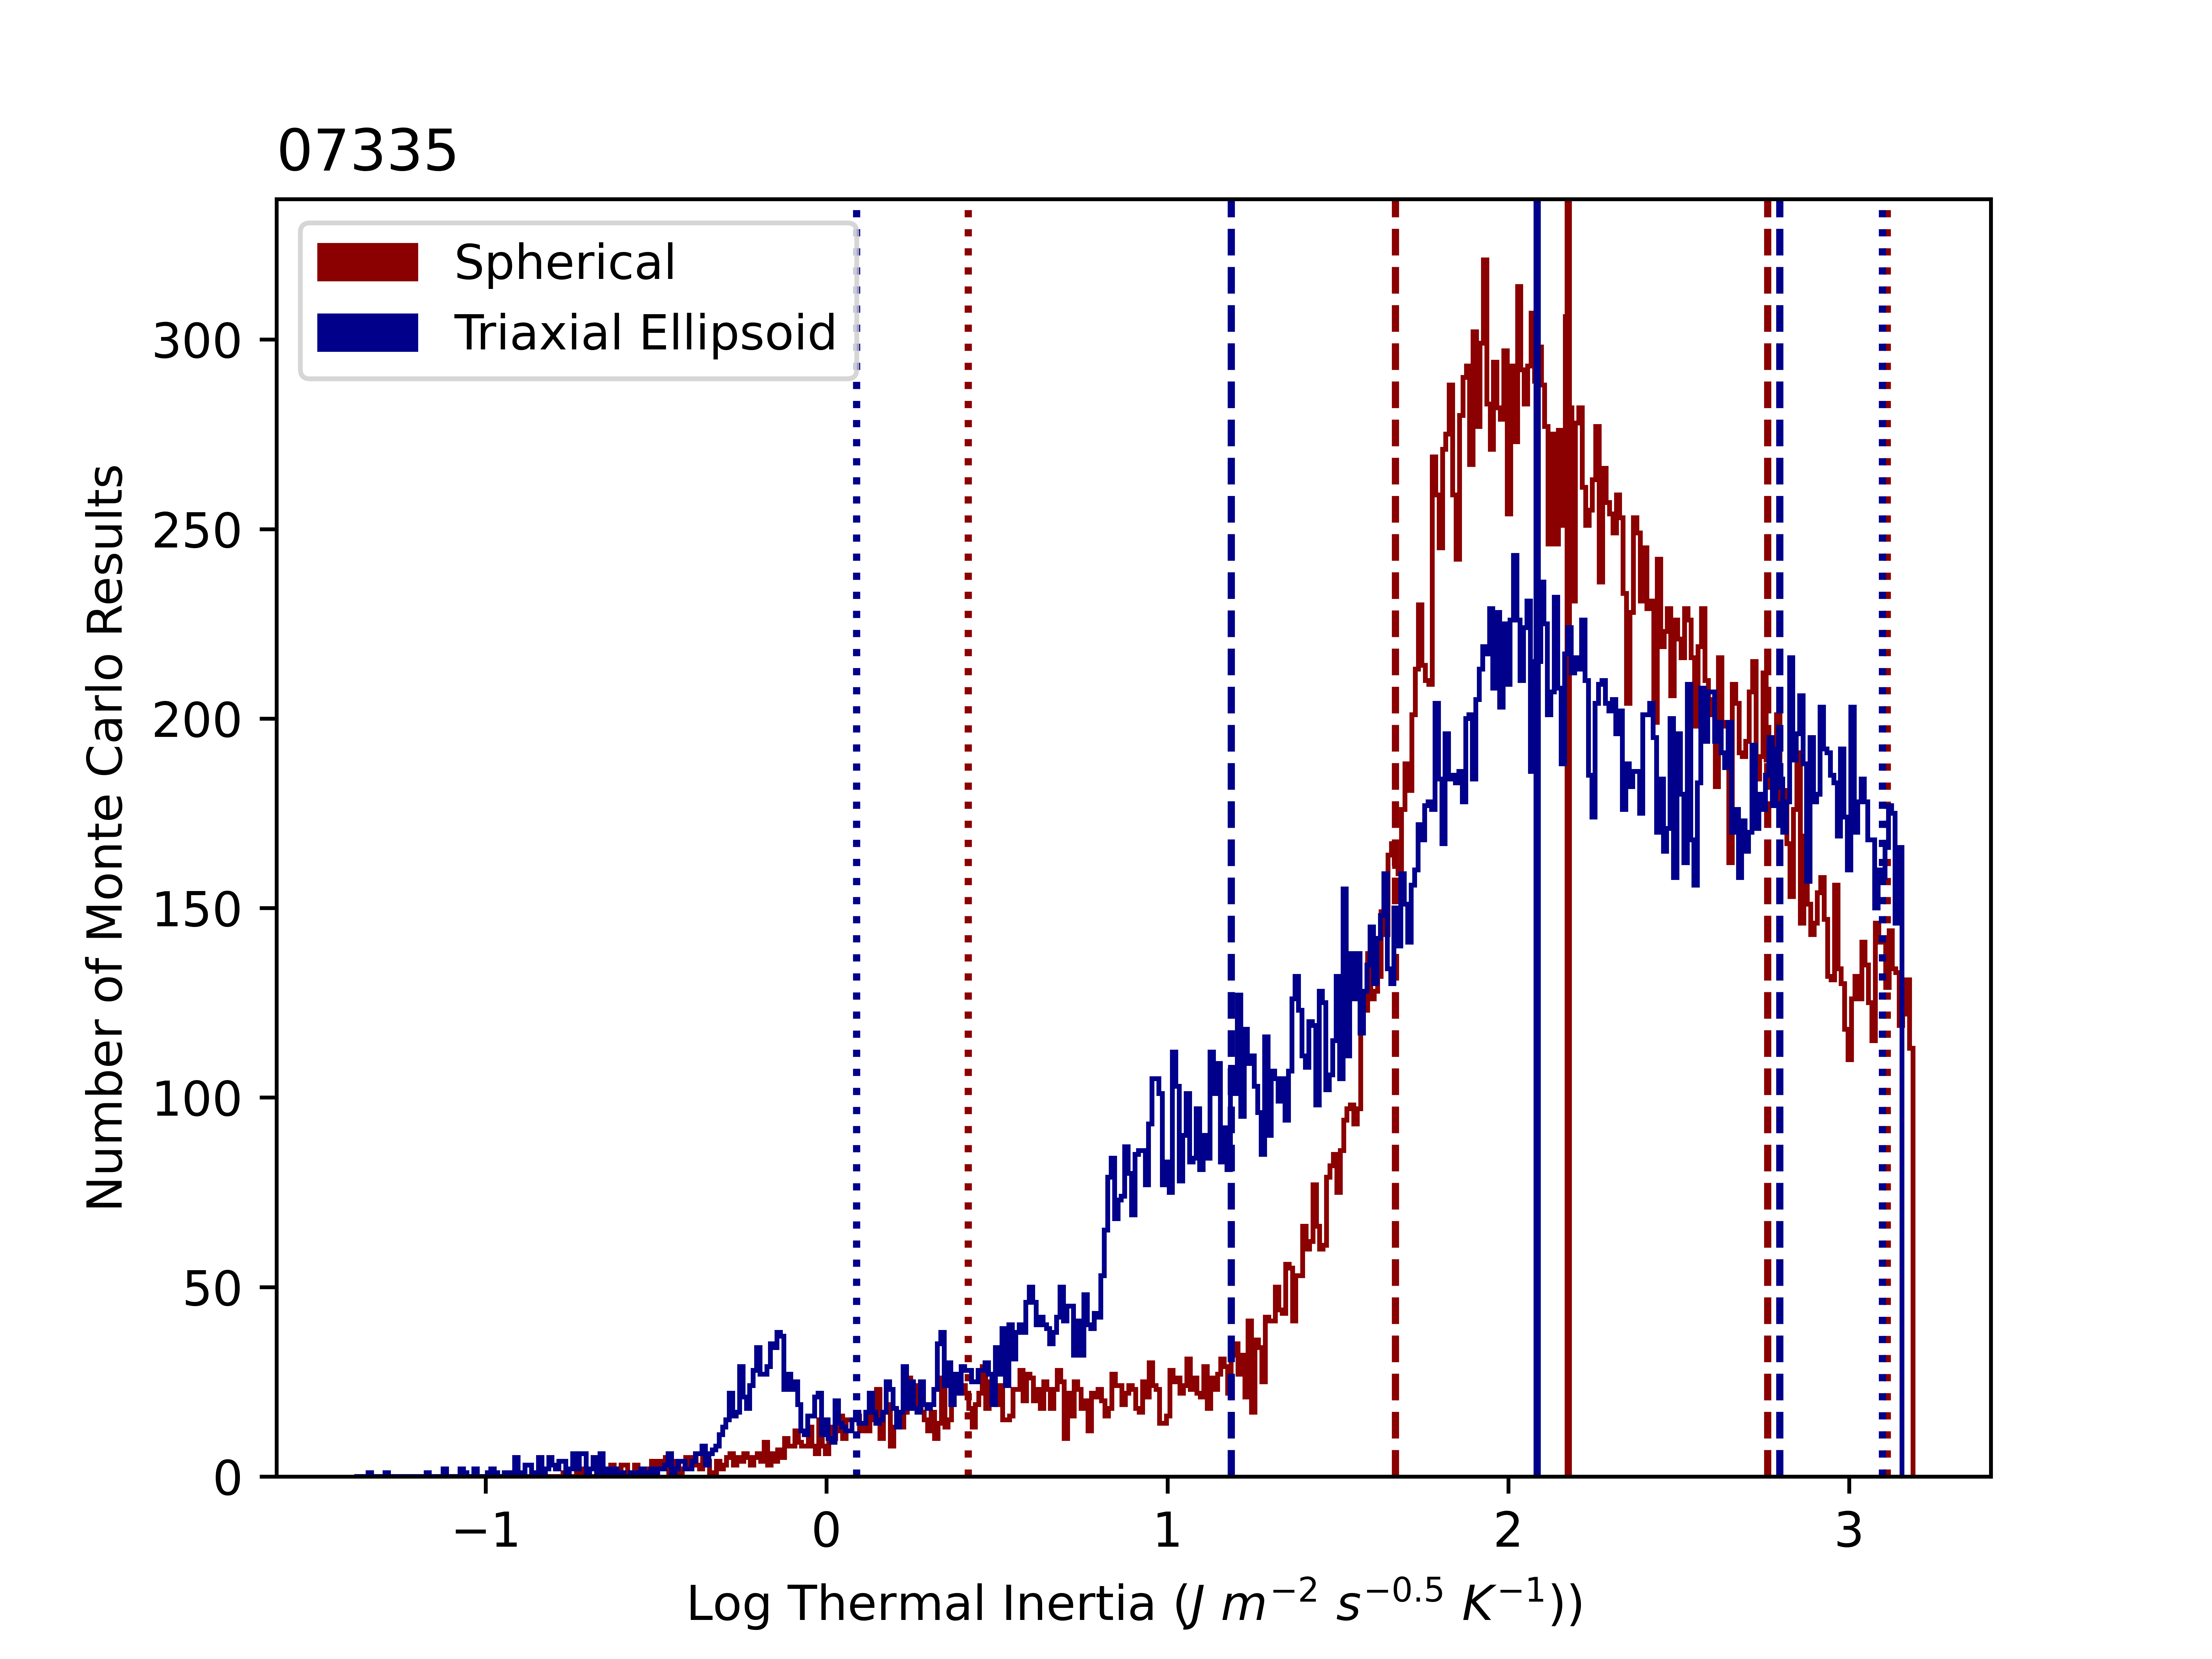 07335
Spherical
Triaxial Ellipsoid
Number of Monte Carlo Results
300
250
200
150
100
50
0
−1 0 1 2 3
Log Thermal Inertia (J m⁻² s⁻⁰·⁵ K⁻¹))